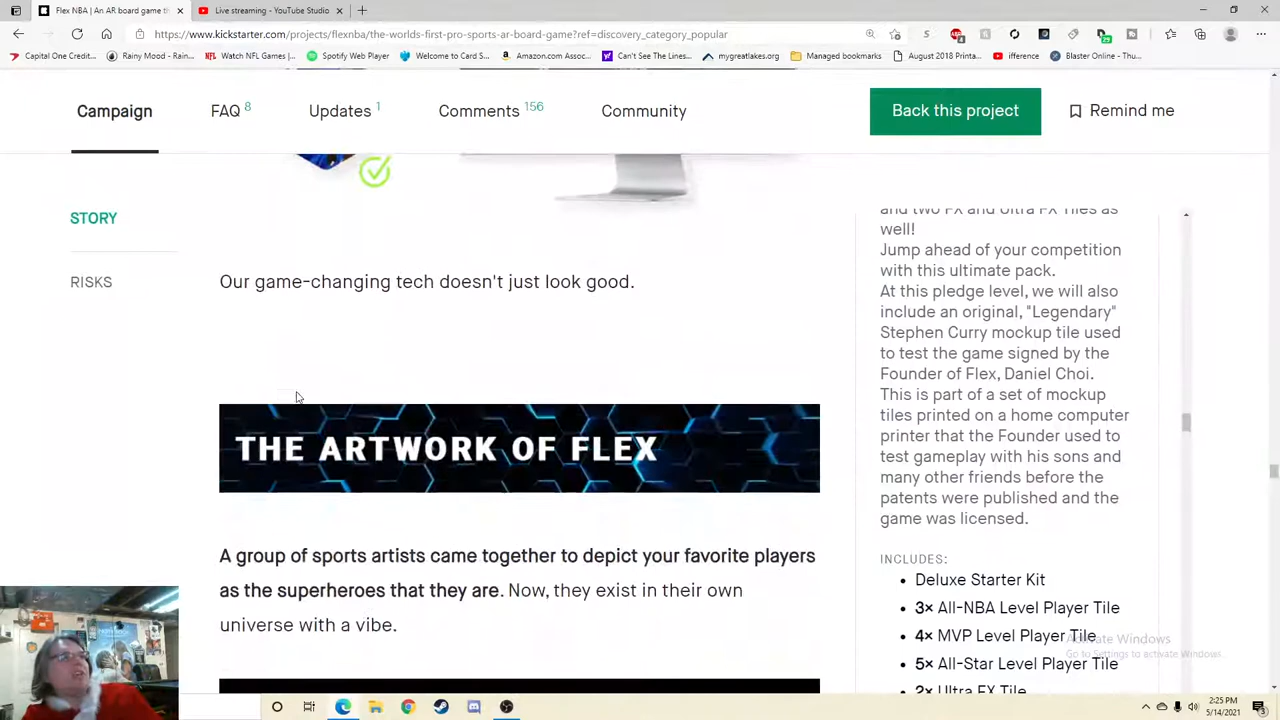 Flex NBA | An AR board game th
Live streaming - YouTube Studio
https://www.kickstarter.com/projects/flexnba/the-worlds-first-pro-sports-ar-board-game?ref=discovery_category_popular
Capital One Credit...
Rainy Mood - Rain...
NFL Watch NFL Games |...
Spotify Web Player
Welcome to Card S...
Amazon.com Assoc...
Can't See The Lines...
mygreatlakes.org
Managed bookmarks
August 2018 Printa...
ifference
Blaster Online - Thu...
Campaign
FAQ 8
Updates 1
Comments 156
Community
Back this project
Remind me
STORY
RISKS
Our game-changing tech doesn't just look good.
THE ARTWORK OF FLEX
A group of sports artists came together to depict your favorite players
as the superheroes that they are. Now, they exist in their own
universe with a vibe.
and two FX and Ultra FX Tiles as
well!
Jump ahead of your competition
with this ultimate pack.
At this pledge level, we will also
include an original, "Legendary"
Stephen Curry mockup tile used
to test the game signed by the
Founder of Flex, Daniel Choi.
This is part of a set of mockup
tiles printed on a home computer
printer that the Founder used to
test gameplay with his sons and
many other friends before the
patents were published and the
game was licensed.
INCLUDES:
• Deluxe Starter Kit
• 3× All-NBA Level Player Tile
• 4× MVP Level Player Tile
• 5× All-Star Level Player Tile
• 2× Ultra FX Tile
Activate Windows
Go to Settings to activate Windows.
2:25 PM
5/14/2021